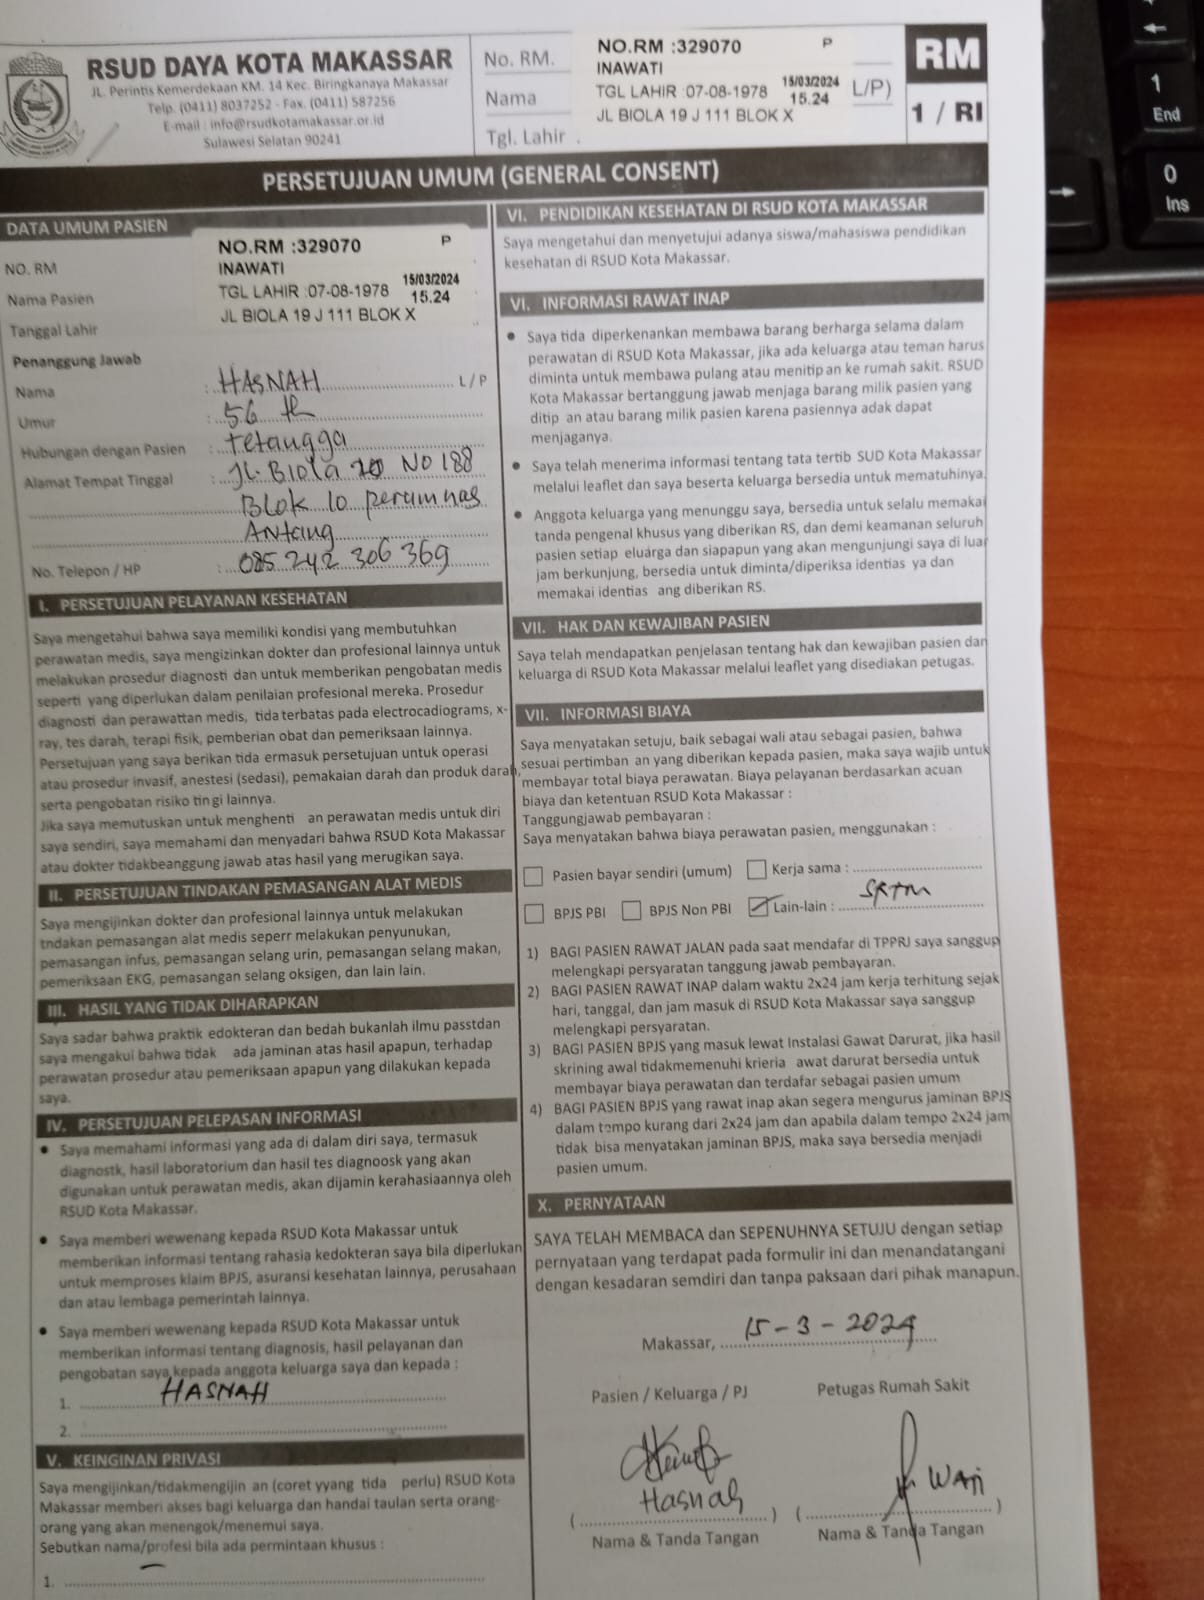 RSUD DAYA KOTA MAKASSAR
JL. Perintis Kemerdekaan KM. 14 Kec. Biringkanaya Makassar
Telp. (0411) 8037252 - Fax. (0411) 587256
E-mail : info@rsudkotamakassar.or.id
Sulawesi Selatan 90241
No. RM.
Nama
Tgl. Lahir
NO.RM :329070 P
INAWATI
TGL LAHIR :07-08-1978 15/03/2024
15.24
JL BIOLA 19 J 111 BLOK X
L/P)
RM
1 / RI
PERSETUJUAN UMUM (GENERAL CONSENT)
DATA UMUM PASIEN
NO. RM
Nama Pasien
Tanggal Lahir
NO.RM :329070 P
INAWATI
TGL LAHIR :07-08-1978 15/03/2024
15.24
JL BIOLA 19 J 111 BLOK X
Penanggung Jawab
Nama : HASNAH L / P
Umur : 56 th
Hubungan dengan Pasien : tetangga
Alamat Tempat Tinggal : JL. Biola NO 188
Blok 10 perumnas
Antang
No. Telepon / HP : 085 242 306 369
I. PERSETUJUAN PELAYANAN KESEHATAN
Saya mengetahui bahwa saya memiliki kondisi yang membutuhkan
perawatan medis, saya mengizinkan dokter dan profesional lainnya untuk
melakukan prosedur diagnosti dan untuk memberikan pengobatan medis
seperti yang diperlukan dalam penilaian profesional mereka. Prosedur
diagnosti dan perawattan medis, tida terbatas pada electrocadiograms, x-
ray, tes darah, terapi fisik, pemberian obat dan pemeriksaan lainnya.
Persetujuan yang saya berikan tida ermasuk persetujuan untuk operasi
atau prosedur invasif, anestesi (sedasi), pemakaian darah dan produk darah,
serta pengobatan risiko tin gi lainnya.
Jika saya memutuskan untuk menghenti an perawatan medis untuk diri
saya sendiri, saya memahami dan menyadari bahwa RSUD Kota Makassar
atau dokter tidakbeanggung jawab atas hasil yang merugikan saya.
II. PERSETUJUAN TINDAKAN PEMASANGAN ALAT MEDIS
Saya mengijinkan dokter dan profesional lainnya untuk melakukan
tndakan pemasangan alat medis seperr melakukan penyunukan,
pemasangan infus, pemasangan selang urin, pemasangan selang makan,
pemeriksaan EKG, pemasangan selang oksigen, dan lain lain.
III. HASIL YANG TIDAK DIHARAPKAN
Saya sadar bahwa praktik edokteran dan bedah bukanlah ilmu passtdan
saya mengakui bahwa tidak ada jaminan atas hasil apapun, terhadap
perawatan prosedur atau pemeriksaan apapun yang dilakukan kepada
saya.
IV. PERSETUJUAN PELEPASAN INFORMASI
• Saya memahami informasi yang ada di dalam diri saya, termasuk
diagnostk, hasil laboratorium dan hasil tes diagnoosk yang akan
digunakan untuk perawatan medis, akan dijamin kerahasiaannya oleh
RSUD Kota Makassar.
• Saya memberi wewenang kepada RSUD Kota Makassar untuk
memberikan informasi tentang rahasia kedokteran saya bila diperlukan
untuk memproses klaim BPJS, asuransi kesehatan lainnya, perusahaan
dan atau lembaga pemerintah lainnya.
• Saya memberi wewenang kepada RSUD Kota Makassar untuk
memberikan informasi tentang diagnosis, hasil pelayanan dan
pengobatan saya kepada anggota keluarga saya dan kepada :
1. HASNAH
2.
V. KEINGINAN PRIVASI
Saya mengijinkan/tidakmengijin an (coret yyang tida perlu) RSUD Kota
Makassar memberi akses bagi keluarga dan handai taulan serta orang-
orang yang akan menengok/menemui saya.
Sebutkan nama/profesi bila ada permintaan khusus :
1.
VI. PENDIDIKAN KESEHATAN DI RSUD KOTA MAKASSAR
Saya mengetahui dan menyetujui adanya siswa/mahasiswa pendidikan
kesehatan di RSUD Kota Makassar.
VI. INFORMASI RAWAT INAP
• Saya tida diperkenankan membawa barang berharga selama dalam
perawatan di RSUD Kota Makassar, jika ada keluarga atau teman harus
diminta untuk membawa pulang atau menitip an ke rumah sakit. RSUD
Kota Makassar bertanggung jawab menjaga barang milik pasien yang
ditip an atau barang milik pasien karena pasiennya adak dapat
menjaganya.
• Saya telah menerima informasi tentang tata tertib SUD Kota Makassar
melalui leaflet dan saya beserta keluarga bersedia untuk mematuhinya.
• Anggota keluarga yang menunggu saya, bersedia untuk selalu memakai
tanda pengenal khusus yang diberikan RS, dan demi keamanan seluruh
pasien setiap eluarga dan siapapun yang akan mengunjungi saya di luar
jam berkunjung, bersedia untuk diminta/diperiksa identias ya dan
memakai identias ang diberikan RS.
VII. HAK DAN KEWAJIBAN PASIEN
Saya telah mendapatkan penjelasan tentang hak dan kewajiban pasien dan
keluarga di RSUD Kota Makassar melalui leaflet yang disediakan petugas.
VII. INFORMASI BIAYA
Saya menyatakan setuju, baik sebagai wali atau sebagai pasien, bahwa
sesuai pertimban an yang diberikan kepada pasien, maka saya wajib untuk
membayar total biaya perawatan. Biaya pelayanan berdasarkan acuan
biaya dan ketentuan RSUD Kota Makassar :
Tanggungjawab pembayaran :
Saya menyatakan bahwa biaya perawatan pasien, menggunakan :
Pasien bayar sendiri (umum) Kerja sama :
BPJS PBI BPJS Non PBI Lain-lain : SKTM
1) BAGI PASIEN RAWAT JALAN pada saat mendafar di TPPRJ saya sanggup
melengkapi persyaratan tanggung jawab pembayaran.
2) BAGI PASIEN RAWAT INAP dalam waktu 2x24 jam kerja terhitung sejak
hari, tanggal, dan jam masuk di RSUD Kota Makassar saya sanggup
melengkapi persyaratan.
3) BAGI PASIEN BPJS yang masuk lewat Instalasi Gawat Darurat, jika hasil
skrining awal tidakmemenuhi krieria awat darurat bersedia untuk
membayar biaya perawatan dan terdafar sebagai pasien umum
4) BAGI PASIEN BPJS yang rawat inap akan segera mengurus jaminan BPJS
dalam tempo kurang dari 2x24 jam dan apabila dalam tempo 2x24 jam
tidak bisa menyatakan jaminan BPJS, maka saya bersedia menjadi
pasien umum.
X. PERNYATAAN
SAYA TELAH MEMBACA dan SEPENUHNYA SETUJU dengan setiap
pernyataan yang terdapat pada formulir ini dan menandatangani
dengan kesadaran semdiri dan tanpa paksaan dari pihak manapun.
Makassar, 15 - 3 - 2024
Pasien / Keluarga / PJ Petugas Rumah Sakit
Hasnah
Nama & Tanda Tangan Nama & Tanda Tangan
1
End
0
Ins